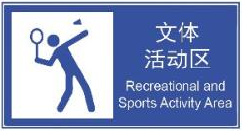 文体
活动区
Recreational and
Sports Activity Area